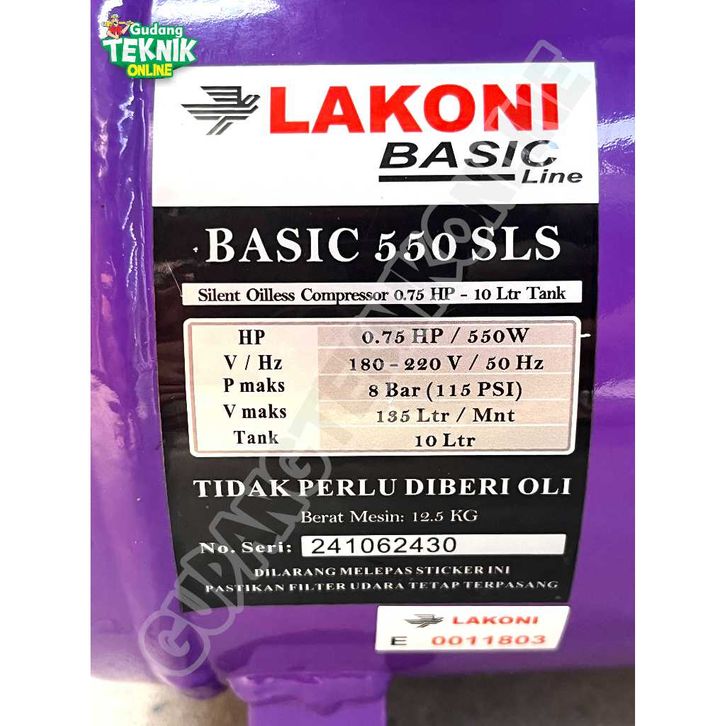 Gudang
TEKNIK
ONLINE
LAKONI
BASIC
Line
BASIC 550 SLS
Silent Oilless Compressor 0.75 HP - 10 Ltr Tank
HP 0.75 HP / 550W
V / Hz 180 - 220 V / 50 Hz
P maks 8 Bar (115 PSI)
V maks 135 Ltr / Mnt
Tank 10 Ltr
TIDAK PERLU DIBERI OLI
Berat Mesin: 12.5 KG
No. Seri: 241062430
DILARANG MELEPAS STICKER INI
PASTIKAN FILTER UDARA TETAP TERPASANG
LAKONI
E 0011803
GUDANGTEKNIKONLINE